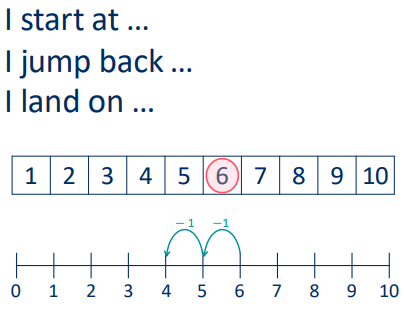 I start at ...
I jump back ...
I land on ...
1 2 3 4 5 6 7 8 9 10
−1 −1
0 1 2 3 4 5 6 7 8 9 10